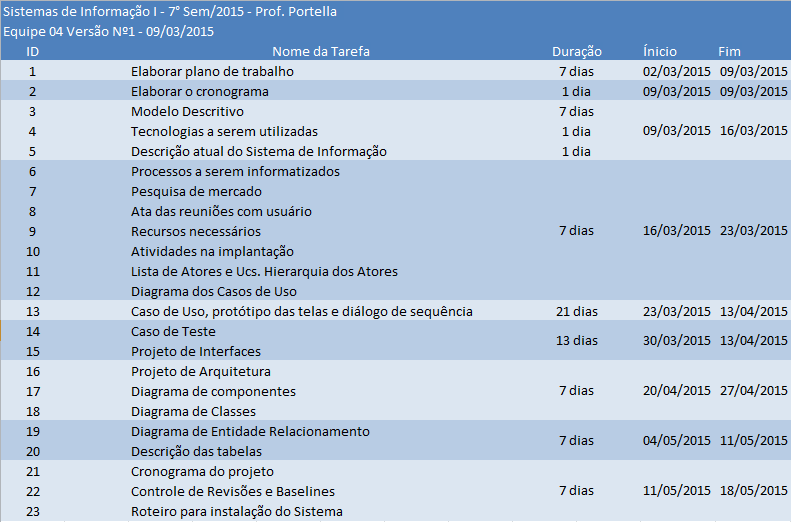 Sistemas de Informação I - 7° Sem/2015 - Prof. Portella
Equipe 04 Versão Nº1 - 09/03/2015
ID Nome da Tarefa Duração Ínicio Fim
1 Elaborar plano de trabalho 7 dias 02/03/2015 09/03/2015
2 Elaborar o cronograma 1 dia 09/03/2015 09/03/2015
3 Modelo Descritivo 7 dias
4 Tecnologias a serem utilizadas 1 dia 09/03/2015 16/03/2015
5 Descrição atual do Sistema de Informação 1 dia
6 Processos a serem informatizados
7 Pesquisa de mercado
8 Ata das reuniões com usuário
9 Recursos necessários 7 dias 16/03/2015 23/03/2015
10 Atividades na implantação
11 Lista de Atores e Ucs. Hierarquia dos Atores
12 Diagrama dos Casos de Uso
13 Caso de Uso, protótipo das telas e diálogo de sequência 21 dias 23/03/2015 13/04/2015
14 Caso de Teste
13 dias 30/03/2015 13/04/2015
15 Projeto de Interfaces
16 Projeto de Arquitetura
17 Diagrama de componentes 7 dias 20/04/2015 27/04/2015
18 Diagrama de Classes
19 Diagrama de Entidade Relacionamento
7 dias 04/05/2015 11/05/2015
20 Descrição das tabelas
21 Cronograma do projeto
22 Controle de Revisões e Baselines 7 dias 11/05/2015 18/05/2015
23 Roteiro para instalação do Sistema